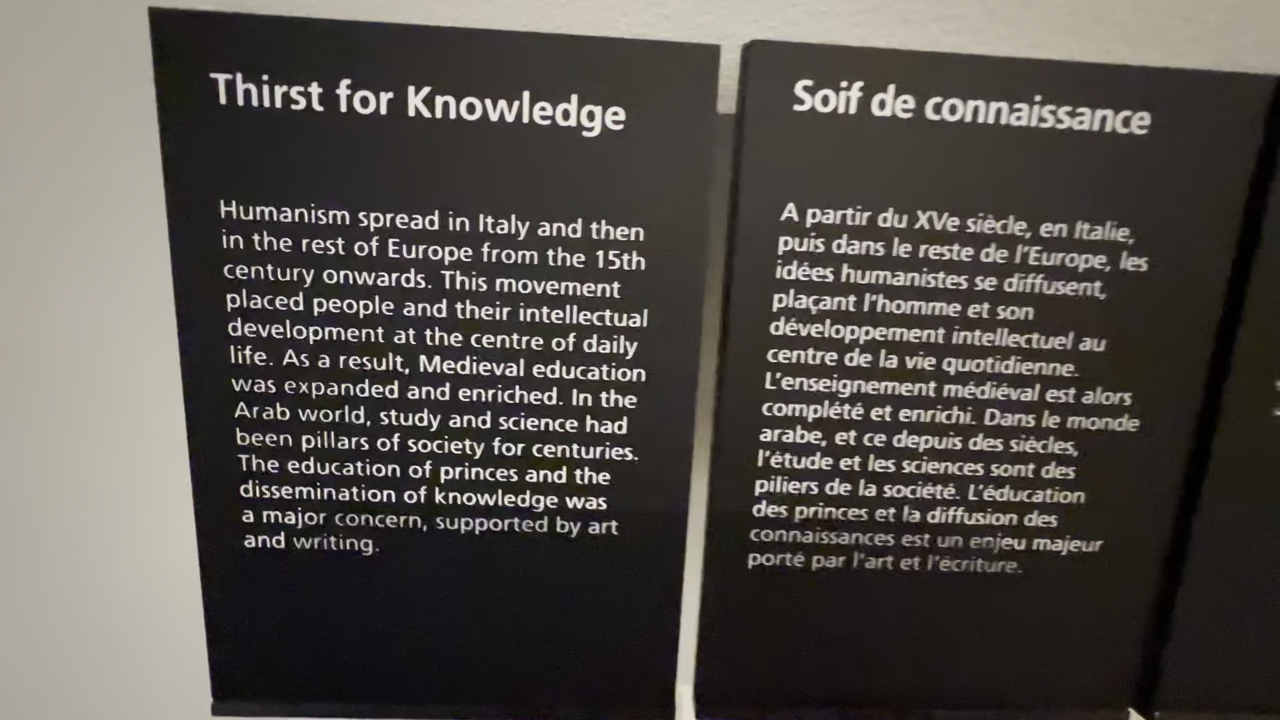 Thirst for Knowledge
Humanism spread in Italy and then
in the rest of Europe from the 15th
century onwards. This movement
placed people and their intellectual
development at the centre of daily
life. As a result, Medieval education
was expanded and enriched. In the
Arab world, study and science had
been pillars of society for centuries.
The education of princes and the
dissemination of knowledge was
a major concern, supported by art
and writing.
Soif de connaissance
A partir du XVe siècle, en Italie,
puis dans le reste de l'Europe, les
idées humanistes se diffusent,
plaçant l'homme et son
développement intellectuel au
centre de la vie quotidienne.
L'enseignement médiéval est alors
complété et enrichi. Dans le monde
arabe, et ce depuis des siècles,
l'étude et les sciences sont des
piliers de la société. L'éducation
des princes et la diffusion des
connaissances est un enjeu majeur
porté par l'art et l'écriture.